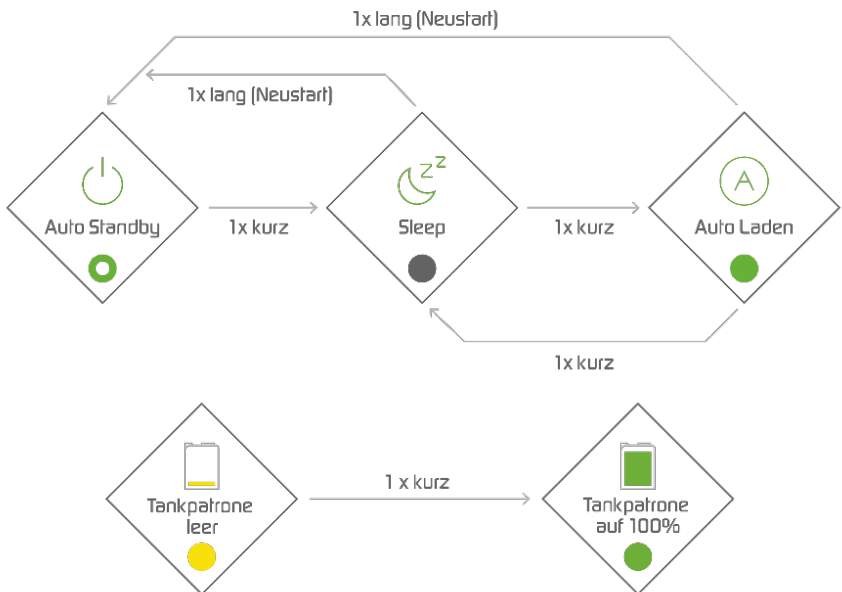 1x lang (Neustart)
1x lang (Neustart)
Z Z
A
Auto Standby
1x kurz
Sleep
1x kurz
Auto Laden
1x kurz
Tankpatrone
leer
1 x kurz
Tankpatrone
auf 100%